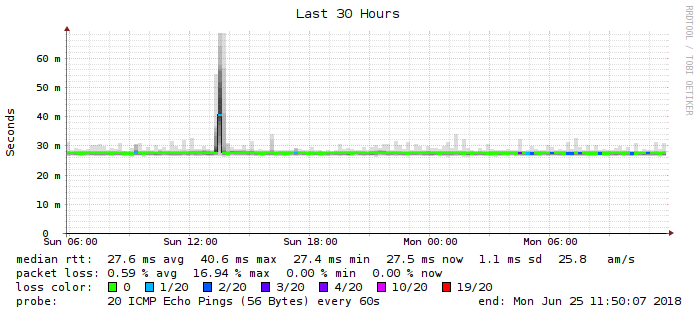 Last 30 Hours
RRDTOOL / TOBI OETIKER
Seconds
60 m
50 m
40 m
30 m
20 m
10 m
0
Sun 06:00 Sun 12:00 Sun 18:00 Mon 00:00 Mon 06:00
median rtt: 27.6 ms avg 40.6 ms max 27.4 ms min 27.5 ms now 1.1 ms sd 25.8 am/s
packet loss: 0.59 % avg 16.94 % max 0.00 % min 0.00 % now
loss color: 0 1/20 2/20 3/20 4/20 10/20 19/20
probe: 20 ICMP Echo Pings (56 Bytes) every 60s end: Mon Jun 25 11:50:07 2018